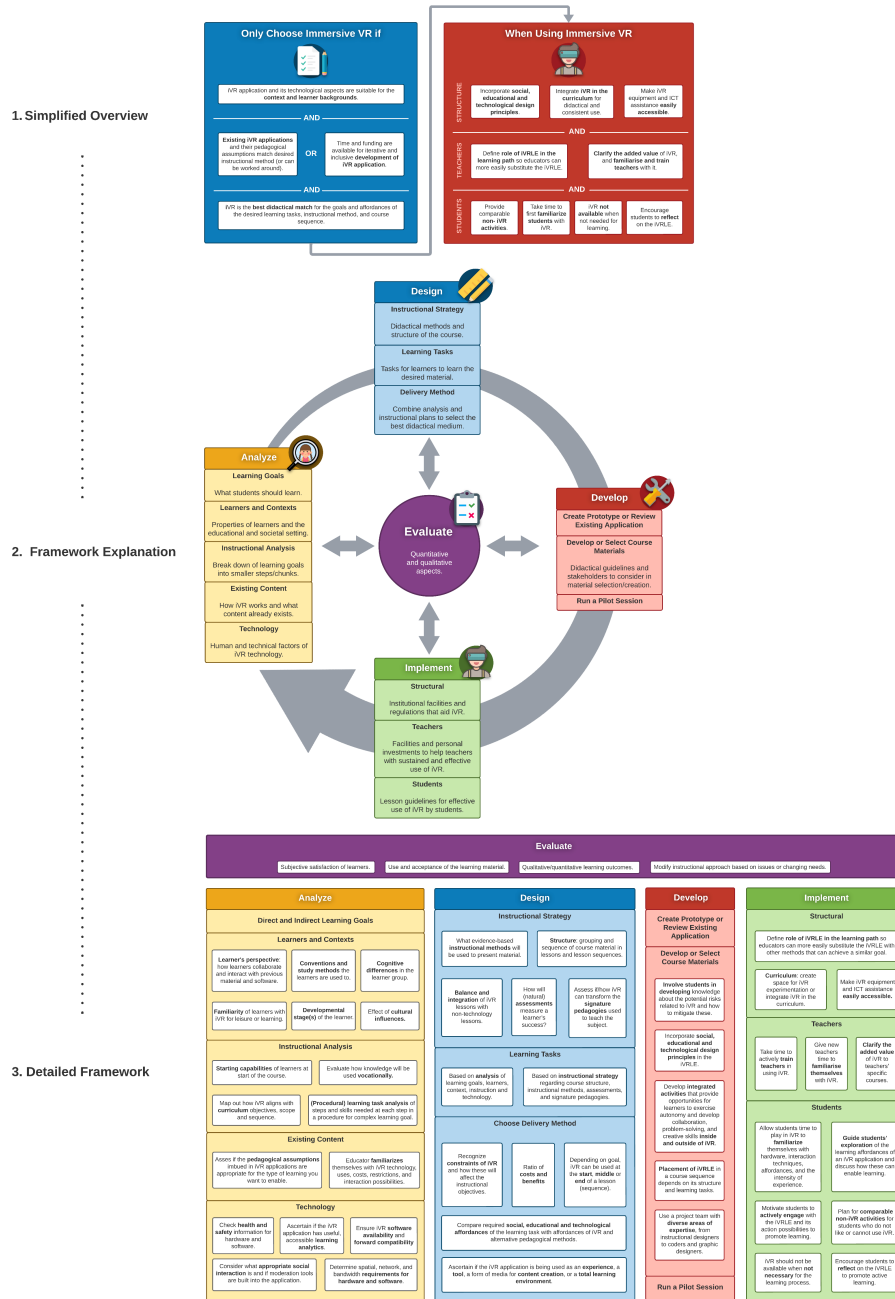 Only Choose Immersive VR if
iVR application and its technological aspects are suitable for the
context and learner backgrounds.
AND
Existing iVR applications
and their pedagogical
assumptions match desired
instructional method (or can
be worked around).
OR
Time and funding are
available for iterative and
inclusive development of
iVR application.
AND
iVR is the best didactical match for the goals and affordances of
the desired learning tasks, instructional method, and course
sequence.
When Using Immersive VR
STRUCTURE
Incorporate social,
educational and
technological design
principles.
Integrate iVR in the
curriculum for
didactical and
consistent use.
Make iVR
equipment and ICT
assistance easily
accessible.
AND
TEACHERS
Define role of iVRLE in the
learning path so educators can
more easily substitute the iVRLE.
Clarify the added value of iVR,
and familiarise and train
teachers with it.
AND
STUDENTS
Provide
comparable
non- iVR
activities.
Take time to
first familiarize
students with
iVR.
iVR not
available when
not needed for
learning.
Encourage
students to reflect
on the iVRLE.
1. Simplified Overview
Design
Instructional Strategy
Didactical methods and
structure of the course.
Learning Tasks
Tasks for learners to learn the
desired material.
Delivery Method
Combine analysis and
instructional plans to select the
best didactical medium.
Analyze
Learning Goals
What students should learn.
Learners and Contexts
Properties of learners and the
educational and societal setting.
Instructional Analysis
Break down of learning goals
into smaller steps/chunks.
Existing Content
How iVR works and what
content already exists.
Technology
Human and technical factors of
iVR technology.
Evaluate
Quantitative
and qualitative
aspects.
Develop
Create Prototype or Review
Existing Application
Develop or Select Course
Materials
Didactical guidelines and
stakeholders to consider in
material selection/creation.
Run a Pilot Session
2. Framework Explanation
Implement
Structural
Institutional facilities and
regulations that aid iVR.
Teachers
Facilities and personal
investments to help teachers
with sustained and effective
use of iVR.
Students
Lesson guidelines for effective
use of iVR by students.
Evaluate
Subjective satisfaction of learners.
Use and acceptance of the learning material.
Qualitative/quantitative learning outcomes.
Modify instructional approach based on issues or changing needs.
3. Detailed Framework
Analyze
Direct and Indirect Learning Goals
Learners and Contexts
Learner's perspective:
how learners collaborate
and interact with previous
material and software.
Conventions and
study methods the
learners are used to.
Cognitive
differences in the
learner group.
Familiarity of learners with
iVR for leisure or learning.
Developmental
stage(s) of the learner.
Effect of cultural
influences.
Instructional Analysis
Starting capabilities of learners at
start of the course.
Evaluate how knowledge will be
used vocationally.
Map out how iVR aligns with
curriculum objectives, scope
and sequence.
(Procedural) learning task analysis of
steps and skills needed at each step in
a procedure for complex learning goal.
Existing Content
Asses if the pedagogical assumptions
imbued in iVR applications are
appropriate for the type of learning you
want to enable.
Educator familiarizes
themselves with iVR technology,
uses, costs, restrictions, and
interaction possibilities.
Technology
Check health and
safety information for
hardware and
software.
Ascertain if the iVR
application has useful,
accessible learning
analytics.
Ensure iVR software
availability and
forward compatibility
Consider what appropriate social
interaction is and if moderation tools
are built into the application.
Determine spatial, network, and
bandwidth requirements for
hardware and software.
Design
Instructional Strategy
What evidence-based
instructional methods will
be used to present material.
Structure: grouping and
sequence of course material in
lessons and lesson sequences.
Balance and
integration of iVR
lessons with
non-technology
lessons.
How will
(natural)
assessments
measure a
learner's
success?
Assess if/how iVR
can transform the
signature
pedagogies used
to teach the
subject.
Learning Tasks
Based on analysis of
learning goals, learners,
context, instruction and
technology.
Based on instructional strategy
regarding course structure,
instructional methods, assessments,
and signature pedagogies.
Choose Delivery Method
Recognize
constraints of iVR
and how these will
affect the
instructional
objectives.
Ratio of
costs and
benefits
Depending on goal,
iVR can be used at
the start, middle or
end of a lesson
(sequence).
Compare required social, educational and technological
affordances of the learning task with affordances of iVR and
alternative pedagogical methods.
Ascertain if the iVR application is being used as an experience, a
tool, a form of media for content creation, or a total learning
environment.
Develop
Create Prototype or
Review Existing
Application
Develop or Select
Course Materials
Involve students in
developing knowledge
about the potential risks
related to iVR and how
to mitigate these.
Incorporate social,
educational and
technological design
principles in the
iVRLE.
Develop integrated
activities that provide
opportunities for
learners to exercise
autonomy and develop
collaboration,
problem-solving, and
creative skills inside
and outside of iVR.
Placement of iVRLE in
a course sequence
depends on its structure
and learning tasks.
Use a project team with
diverse areas of
expertise, from
instructional designers
to coders and graphic
designers.
Run a Pilot Session
Implement
Structural
Define role of iVRLE in the learning path so
educators can more easily substitute the iVRLE with
other methods that can achieve a similar goal.
Curriculum: create
space for iVR
experimentation or
integrate iVR in the
curriculum.
Make iVR equipment
and ICT assistance
easily accessible.
Teachers
Take time to
actively train
teachers in
using iVR.
Give new
teachers
time to
familiarise
themselves
with iVR.
Clarify the
added value
of iVR to
teachers'
specific
courses.
Students
Allow students time to
play in iVR to
familiarize
themselves with
hardware, interaction
techniques,
affordances, and the
intensity of
experience.
Guide students'
exploration of the
learning affordances of
an iVR application and
discuss how these can
enable learning.
Motivate students to
actively engage with
the iVRLE and its
action possibilities to
promote learning.
Plan for comparable
non-iVR activities for
students who do not
like or cannot use iVR.
iVR should not be
available when not
necessary for the
learning process.
Encourage students to
reflect on the iVRLE
to promote active
learning.